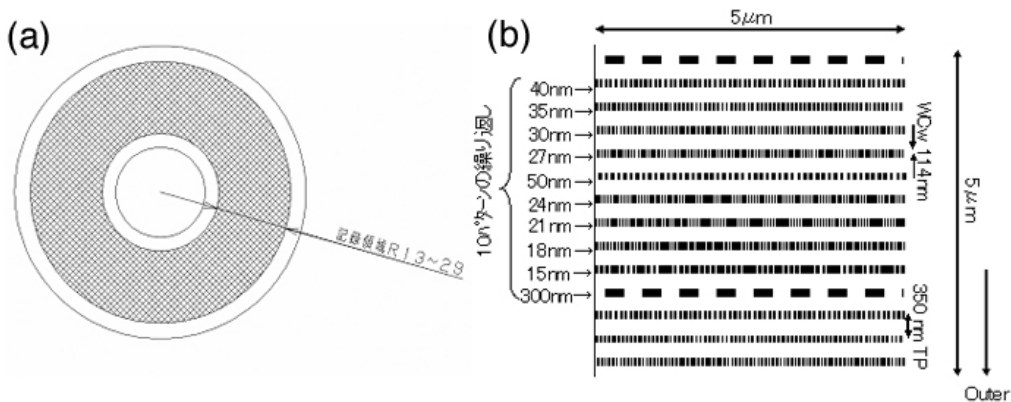 (a)
記録領域R13~29
(b)
5μm
10パターンの繰り返し
40nm→
35nm→
30nm→
27nm→
50nm→
24nm→
21nm→
18nm→
15nm→
300nm→
WCw 114nm
350 nm TP
5μm
Outer